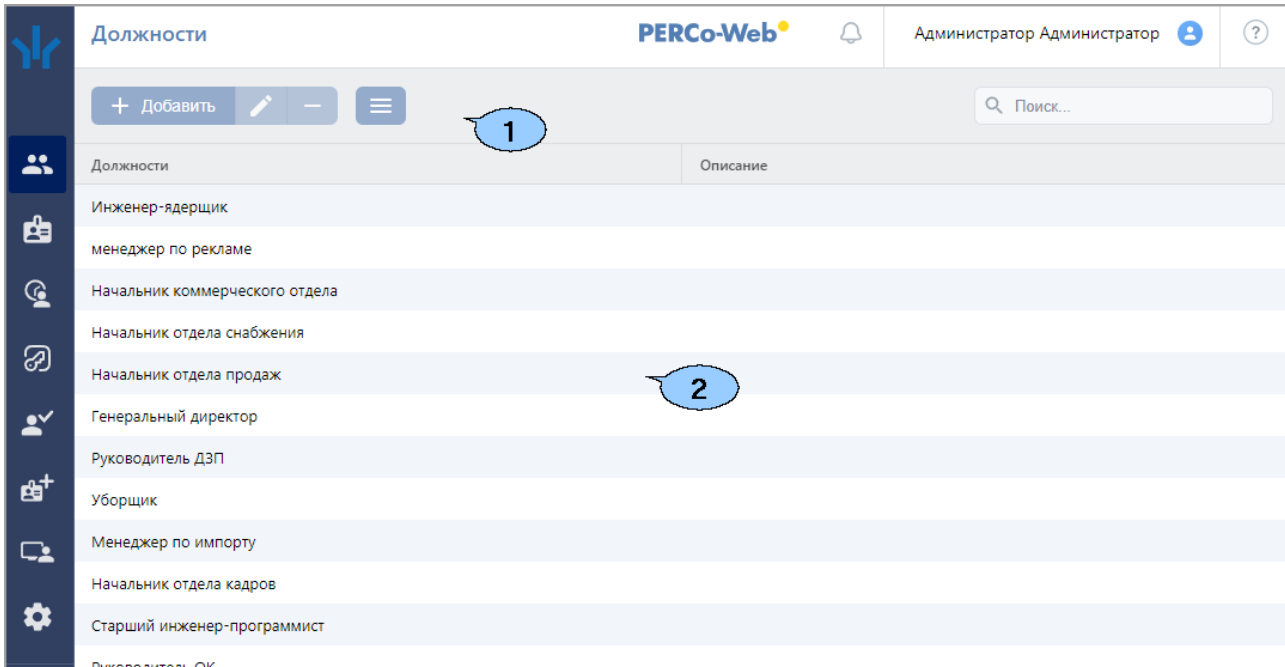 Должности
PERCo-Web
Администратор Администратор
?
+ Добавить
Поиск...
1
Должности
Описание
Инженер-ядерщик
менеджер по рекламе
Начальник коммерческого отдела
Начальник отдела снабжения
Начальник отдела продаж
2
Генеральный директор
Руководитель ДЗП
Уборщик
Менеджер по импорту
Начальник отдела кадров
Старший инженер-программист
Руководитель ОК